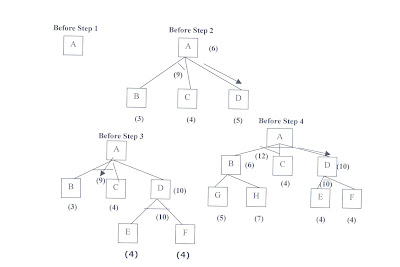 Before Step 1
A
Before Step 2
A (6)
(9)
B C D
(3) (4) (5)
Before Step 3
A
(9)
B C D (10)
(3) (4)
(10)
E F
(4) (4)
Before Step 4
A
(12)
B (6) C D (10)
(4) (10)
G H E F
(5) (7) (4) (4)